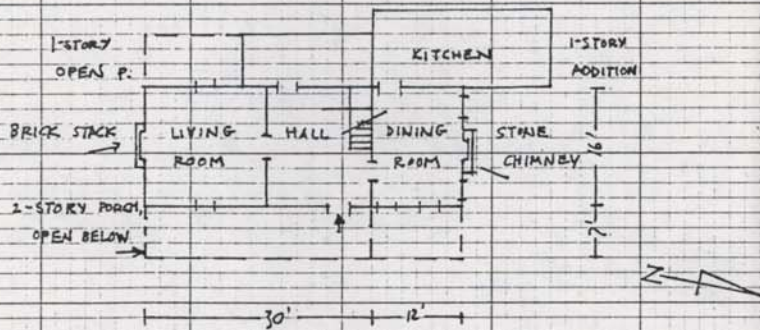 1-STORY
OPEN P.
KITCHEN
1-STORY
ADDITION
BRICK STACK
LIVING
ROOM
HALL
DINING
ROOM
STONE
CHIMNEY
16'
2-STORY PORCH,
OPEN BELOW
7'
N
30'
12'